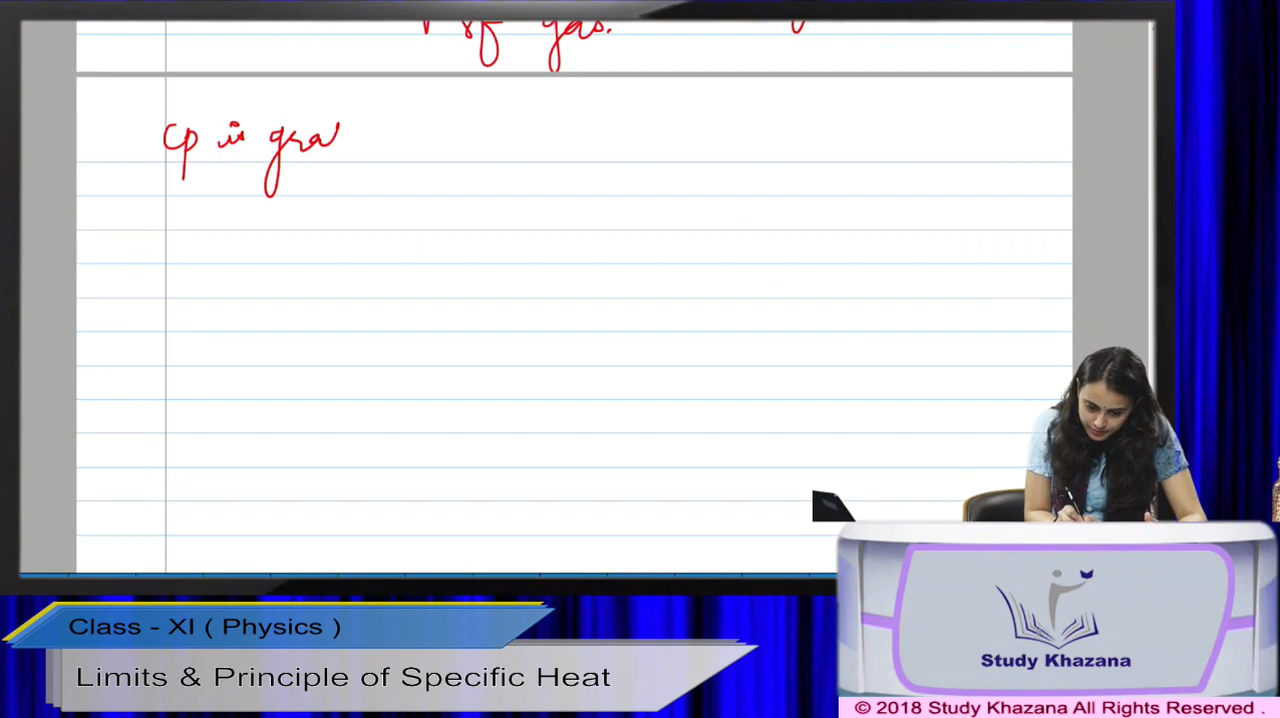 of gas.
Cp is gra
Class - XI ( Physics )
Limits & Principle of Specific Heat
Study Khazana
© 2018 Study Khazana All Rights Reserved .